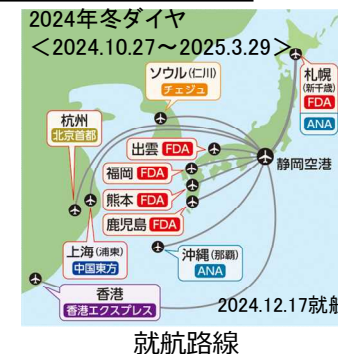 2024年冬ダイヤ
＜2024.10.27～2025.3.29＞
ソウル(仁川)
チェジュ
札幌
(新千歳)
FDA
ANA
杭州
北京首都
出雲 FDA
静岡空港
福岡 FDA
熊本 FDA
鹿児島 FDA
上海(浦東)
中国東方
沖縄(那覇)
ANA
香港
香港エクスプレス
2024.12.17就航
就航路線